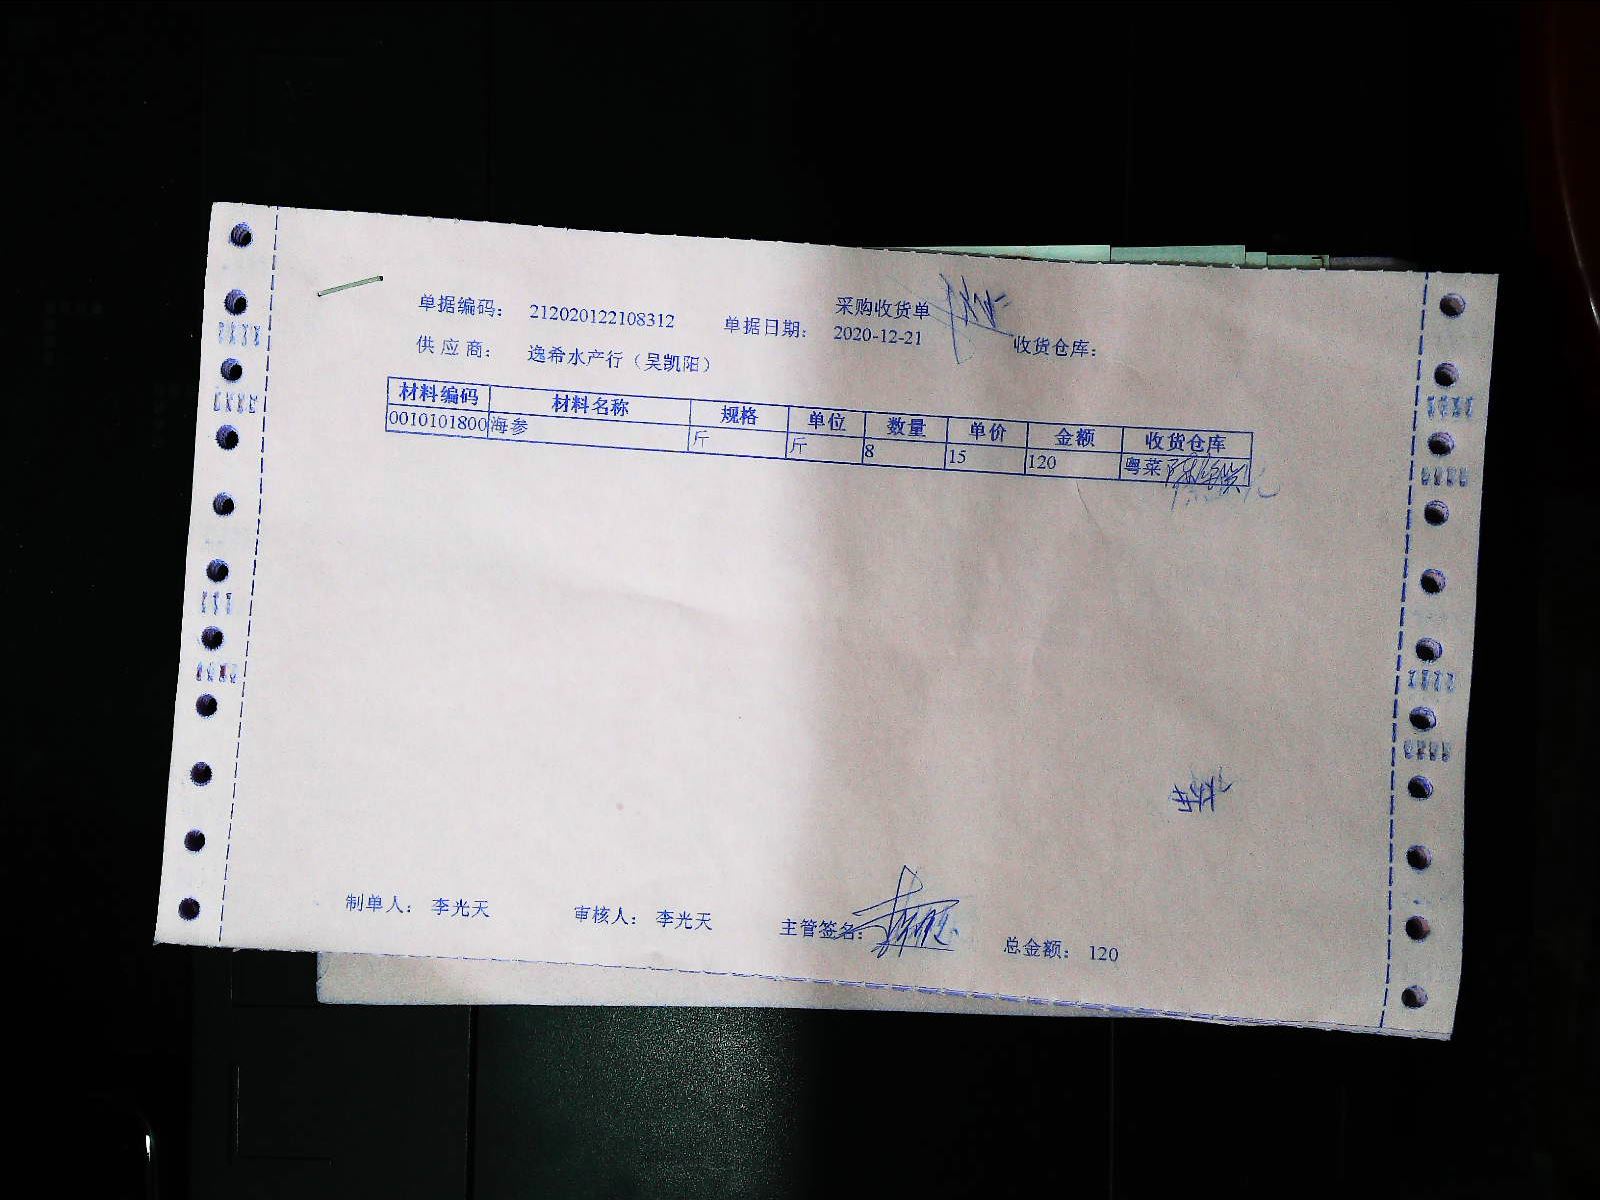 采购收货单
单据编码： 212020122108312 单据日期： 2020-12-21 收货仓库：
供应商： 逸希水产行（吴凯阳）
材料编码 材料名称 规格 单位 数量 单价 金额 收货仓库
0010101800 海参 斤 斤 8 15 120 粤菜
制单人： 李光天 审核人： 李光天 主管签名： 总金额： 120